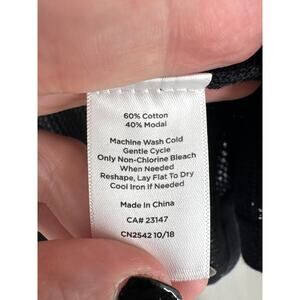 60% Cotton
40% Modal
Machine Wash Cold
Gentle Cycle
Only Non-Chlorine Bleach
When Needed
Reshape, Lay Flat To Dry
Cool Iron If Needed
Made In China
CA# 23147
CN2542 10/18